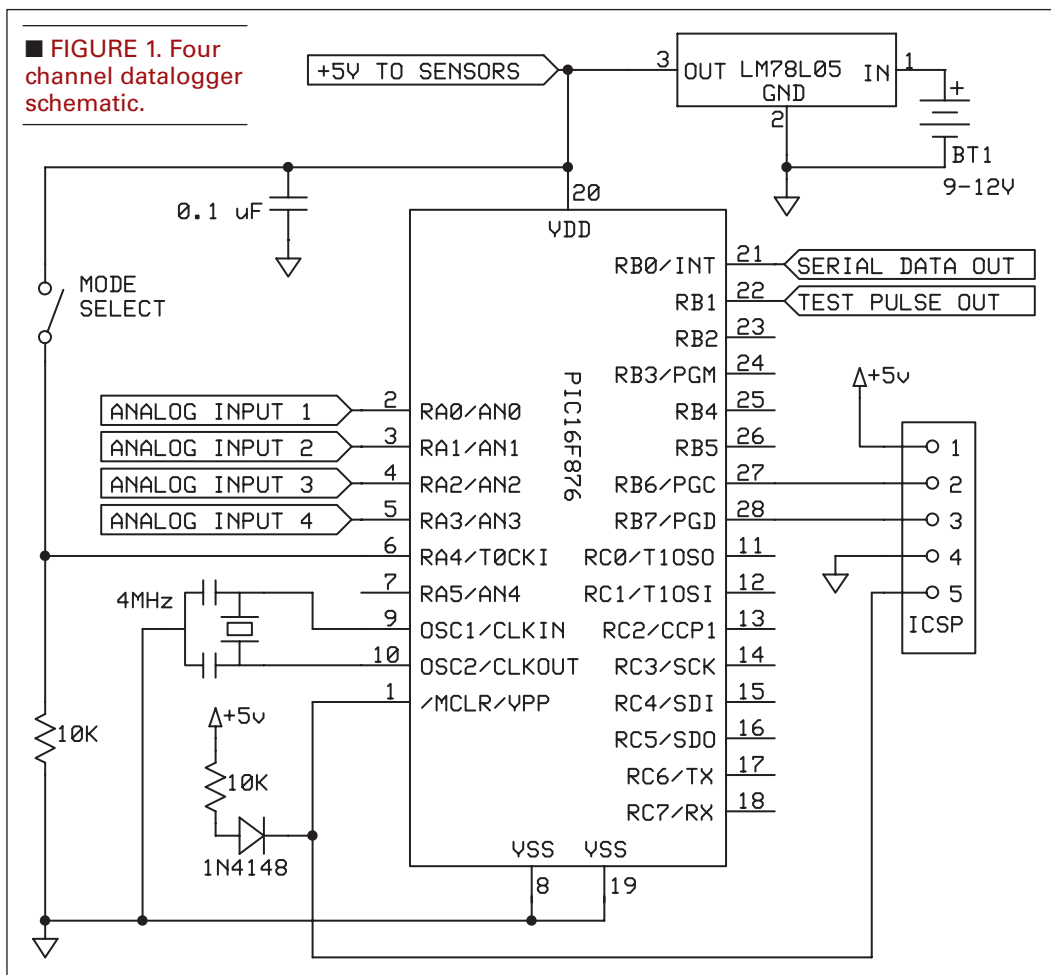 ■ FIGURE 1. Four
channel datalogger
schematic.
+5V TO SENSORS
3
OUT LM78L05 IN
GND
1
2
+
BT1
9-12V
0.1 uF
20
VDD
MODE
SELECT
PIC16F876
ANALOG INPUT 1
2
RA0/AN0
ANALOG INPUT 2
3
RA1/AN1
ANALOG INPUT 3
4
RA2/AN2
ANALOG INPUT 4
5
RA3/AN3
6
RA4/T0CKI
7
RA5/AN4
4MHz
9
OSC1/CLKIN
10
OSC2/CLKOUT
1
/MCLR/VPP
10K
+5v
10K
1N4148
RB0/INT
21
SERIAL DATA OUT
RB1
22
TEST PULSE OUT
RB2
23
RB3/PGM
24
RB4
25
RB5
26
RB6/PGC
27
RB7/PGD
28
RC0/T1OSO
11
RC1/T1OSI
12
RC2/CCP1
13
RC3/SCK
14
RC4/SDI
15
RC5/SDO
16
RC6/TX
17
RC7/RX
18
+5v
1
2
3
4
5
ICSP
VSS VSS
8
19